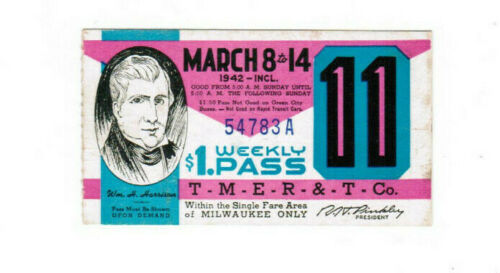 MARCH 8 to 14
1942 - INCL.
GOOD FROM 5:00 A.M. SUNDAY UNTIL
5:00 A.M. THE FOLLOWING SUNDAY
$1.00 Pass Not Good on Green City
Buses. — Not Good on Rapid Transit Cars.
54783A
$1. WEEKLY
PASS
11
Wm. H. Harrison
Pass Must Be Shown
UPON DEMAND
T-M-E-R-&-T-Co.
Within the Single Fare Area
of MILWAUKEE ONLY
PRESIDENT